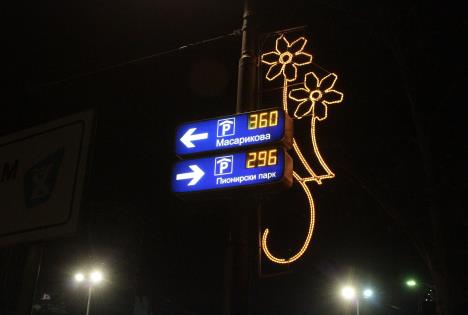 P 360
Масарикова
P 296
Пионирски парк
M